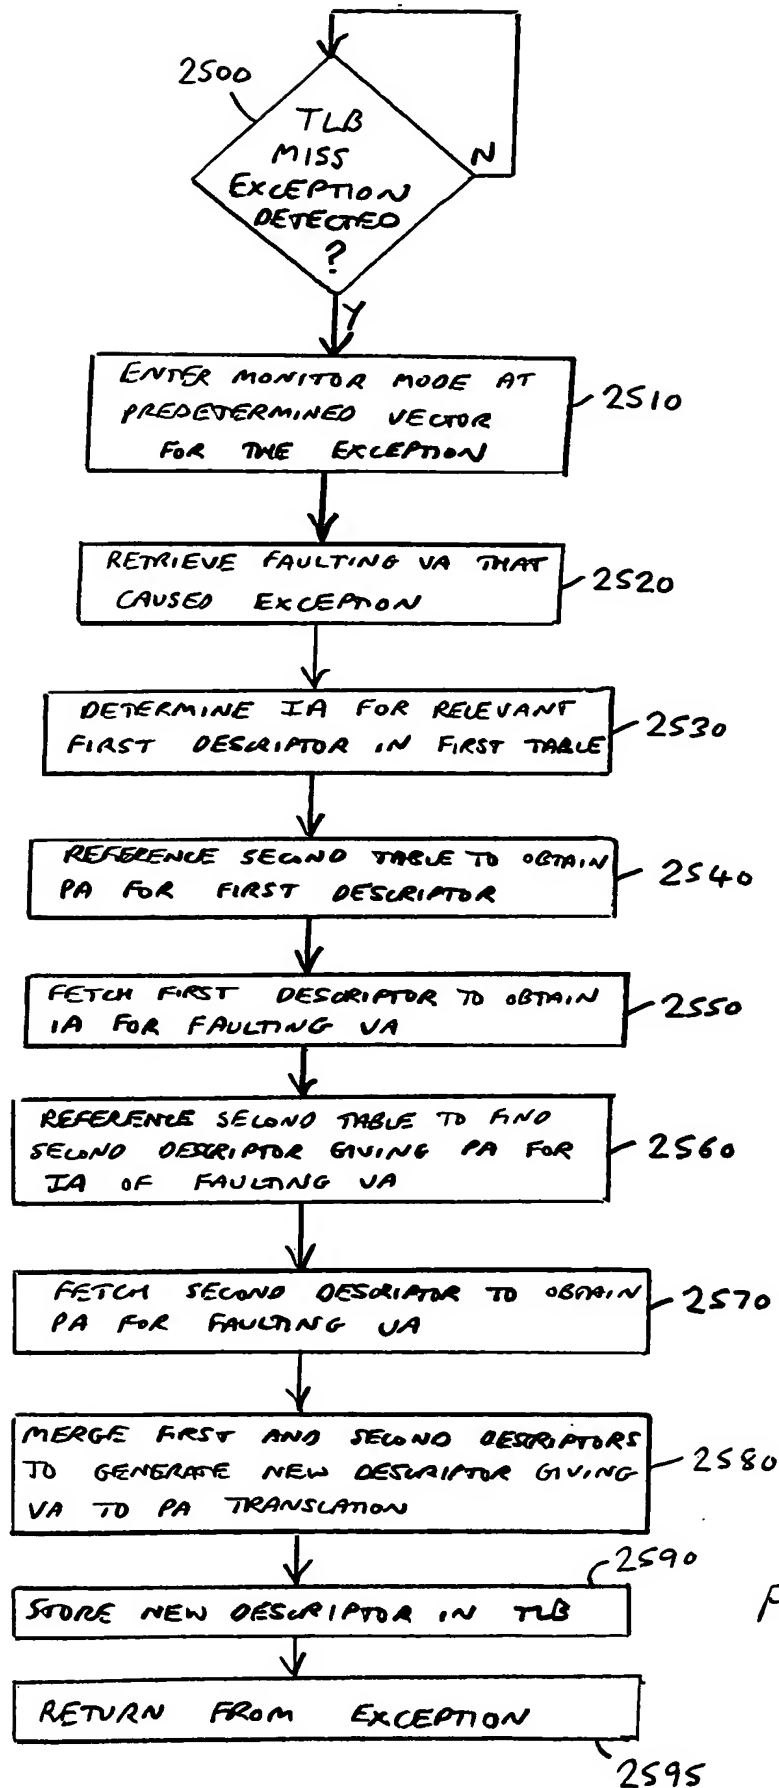 2500
TLB
MISS
EXCEPTION
DETECTED
?
N
Y
ENTER MONITOR MODE AT
PREDETERMINED VECTOR
FOR THE EXCEPTION
2510
RETRIEVE FAULTING VA THAT
CAUSED EXCEPTION
2520
DETERMINE IA FOR RELEVANT
FIRST DESCRIPTOR IN FIRST TABLE
2530
REFERENCE SECOND TABLE TO OBTAIN
PA FOR FIRST DESCRIPTOR
2540
FETCH FIRST DESCRIPTOR TO OBTAIN
IA FOR FAULTING VA
2550
REFERENCE SECOND TABLE TO FIND
SECOND DESCRIPTOR GIVING PA FOR
IA OF FAULTING VA
2560
FETCH SECOND DESCRIPTOR TO OBTAIN
PA FOR FAULTING VA
2570
MERGE FIRST AND SECOND DESCRIPTORS
TO GENERATE NEW DESCRIPTOR GIVING
VA TO PA TRANSLATION
2580
2590
STORE NEW DESCRIPTOR IN TLB
RETURN FROM EXCEPTION
2595